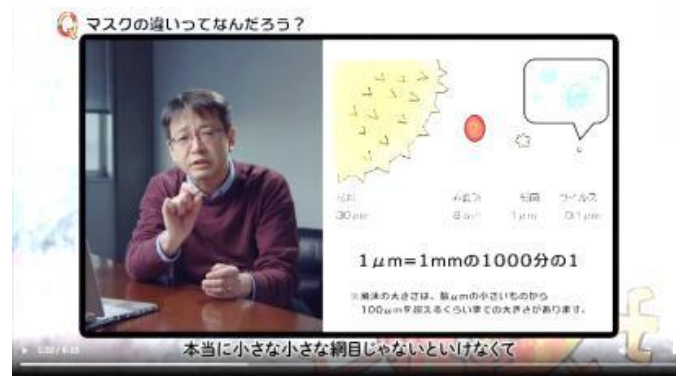 Q マスクの違いってなんだろう？
花粉 赤血球 細菌 ウイルス
30μm 8μm 1μm 0.1μm
1μm=1mmの1000分の1
※飛沫の大きさは、数μmの小さいものから
100μmを超えるくらいまでの大きさがあります。
本当に小さな小さな網目じゃないといけなくて